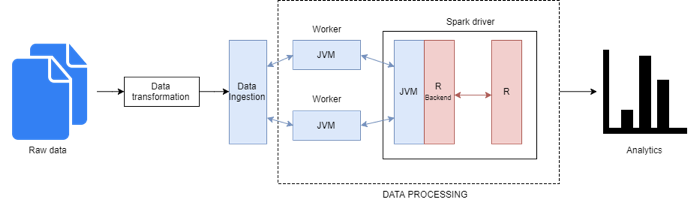 Raw data
Data
transformation
Data
Ingestion
Worker
JVM
Worker
JVM
Spark driver
JVM
R
Backend
R
DATA PROCESSING
Analytics